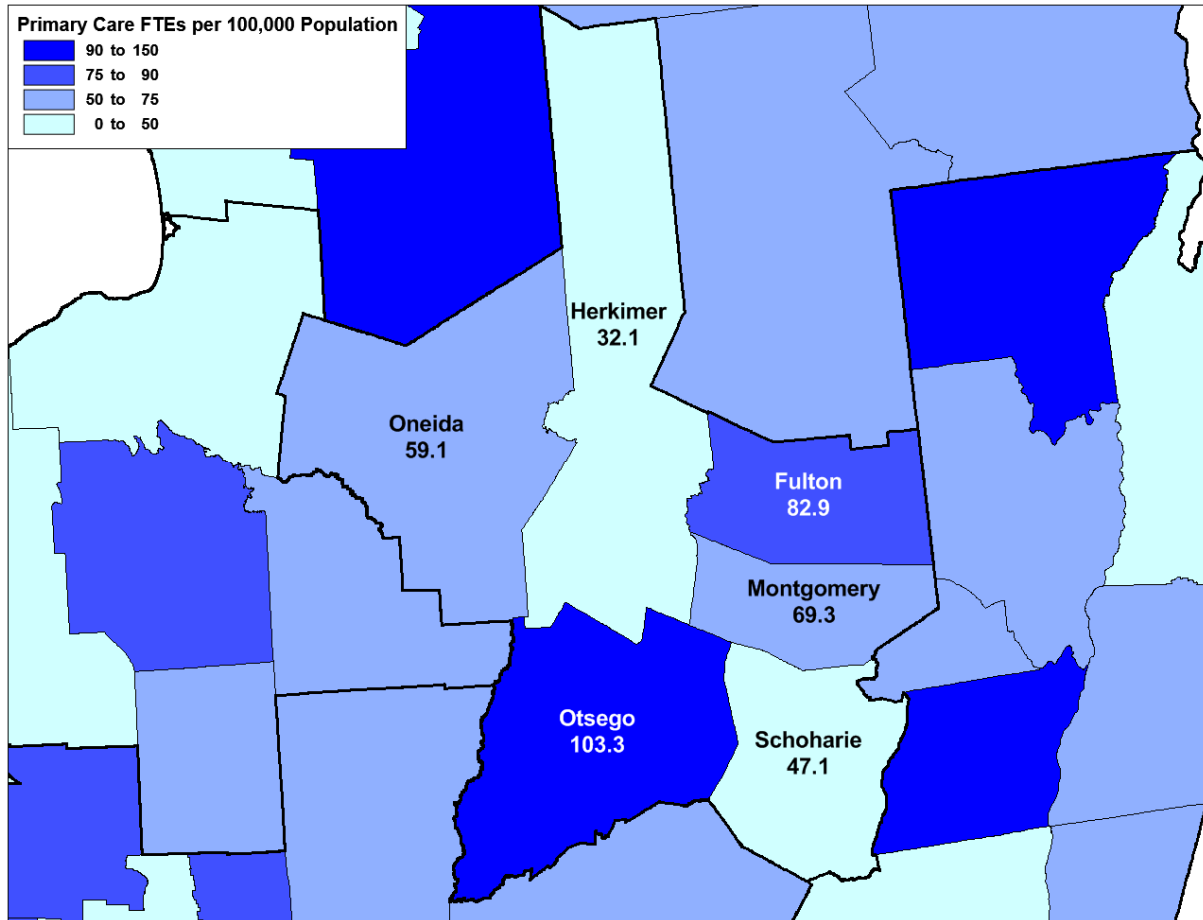 Primary Care FTEs per 100,000 Population
90 to 150
75 to 90
50 to 75
0 to 50
Herkimer
32.1
Oneida
59.1
Fulton
82.9
Montgomery
69.3
Otsego
103.3
Schoharie
47.1